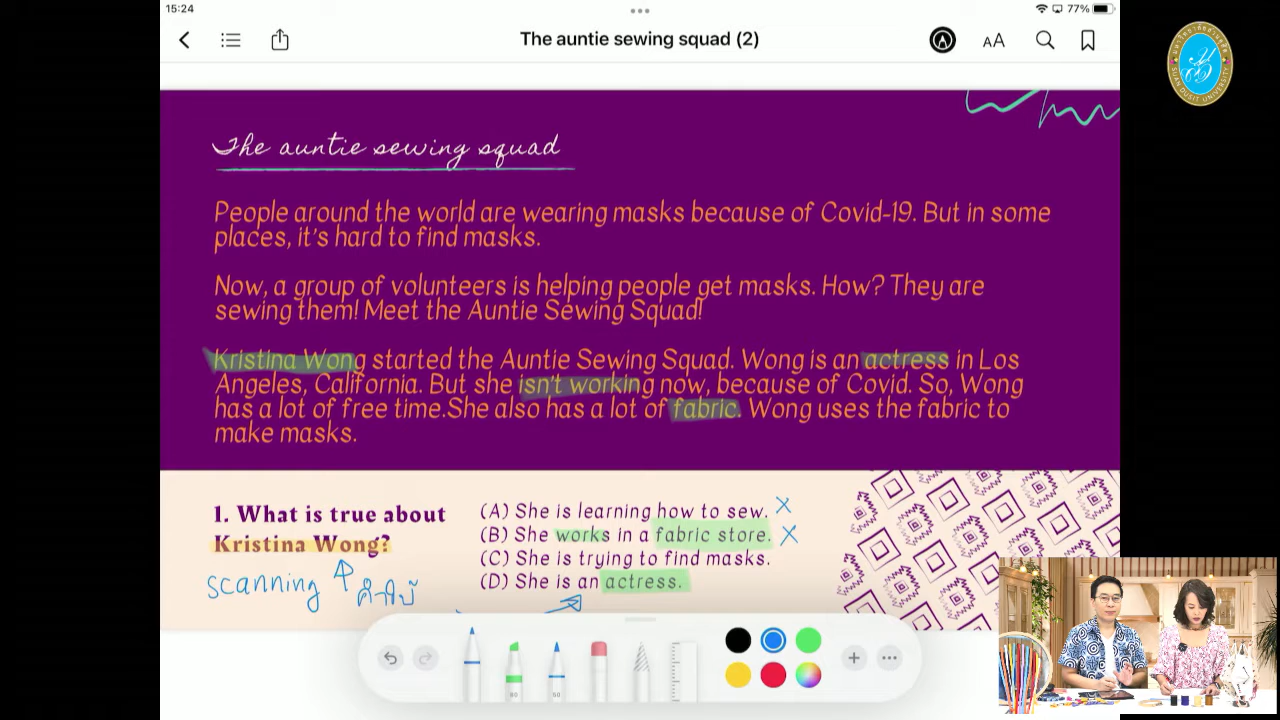 15:24
77%
The auntie sewing squad (2)
AA
The auntie sewing squad
People around the world are wearing masks because of Covid-19. But in some
places, it's hard to find masks.
Now, a group of volunteers is helping people get masks. How? They are
sewing them! Meet the Auntie Sewing Squad!
Kristina Wong started the Auntie Sewing Squad. Wong is an actress in Los
Angeles, California. But she isn't working now, because of Covid. So, Wong
has a lot of free time.She also has a lot of fabric. Wong uses the fabric to
make masks.
1. What is true about
Kristina Wong?
scanning
(A) She is learning how to sew. X
(B) She works in a fabric store. X
(C) She is trying to find masks.
(D) She is an actress.
SUAN DUSIT UNIVERSITY